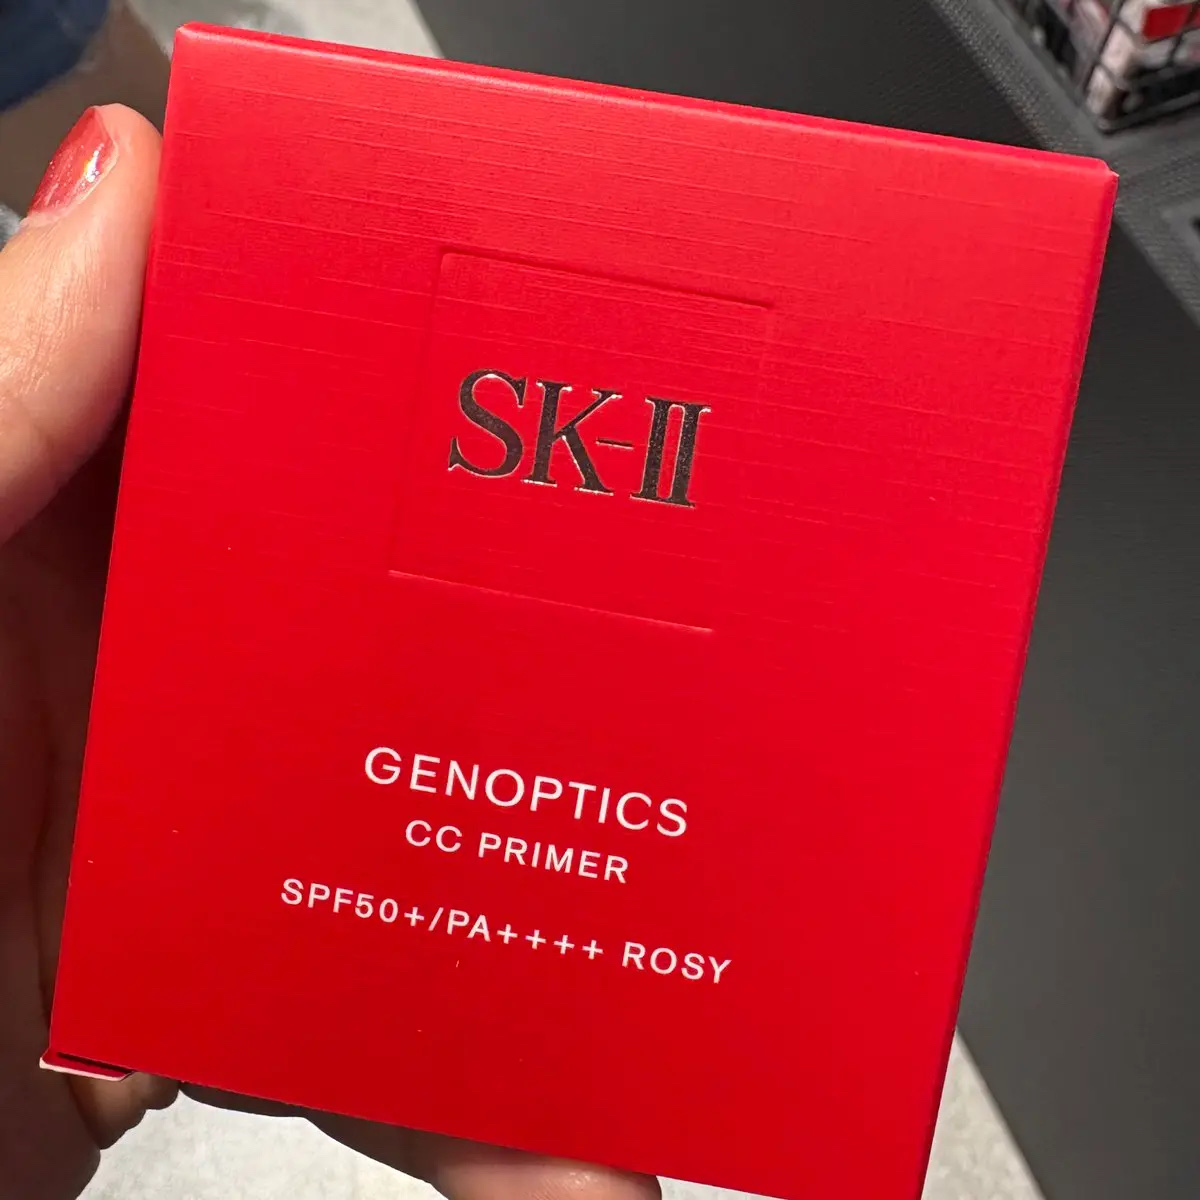 SK-II
GENOPTICS
CC PRIMER
SPF50+/PA++++ ROSY